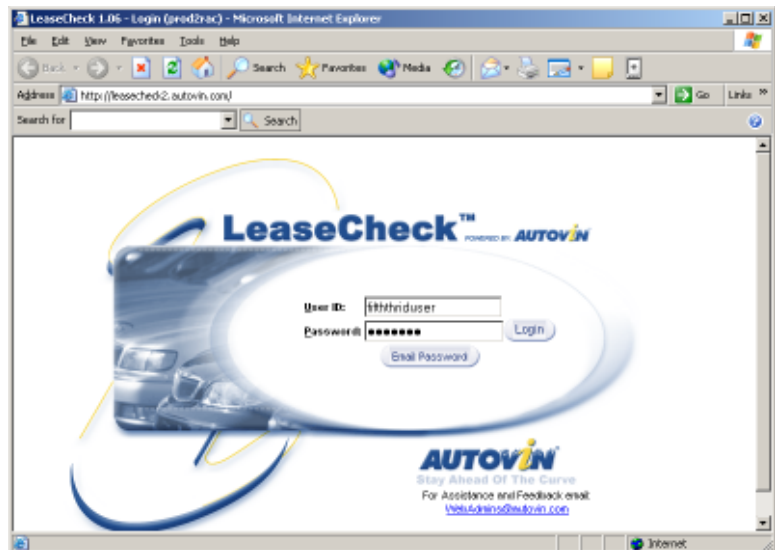 LeaseCheck 1.06 - Login (prod2rac) - Microsoft Internet Explorer
File Edit View Favorites Tools Help
Back Search Favorites Media
Address http://leasecheck2.autovin.com/ Go Links »
Search for Search
LeaseCheck™ POWERED BY AUTOVIN
User ID: fifththriduser
Password: ●●●●●●● Login
Email Password
AUTOVIN
Stay Ahead Of The Curve
For Assistance and Feedback email:
WebAdmins@autovin.com
Internet